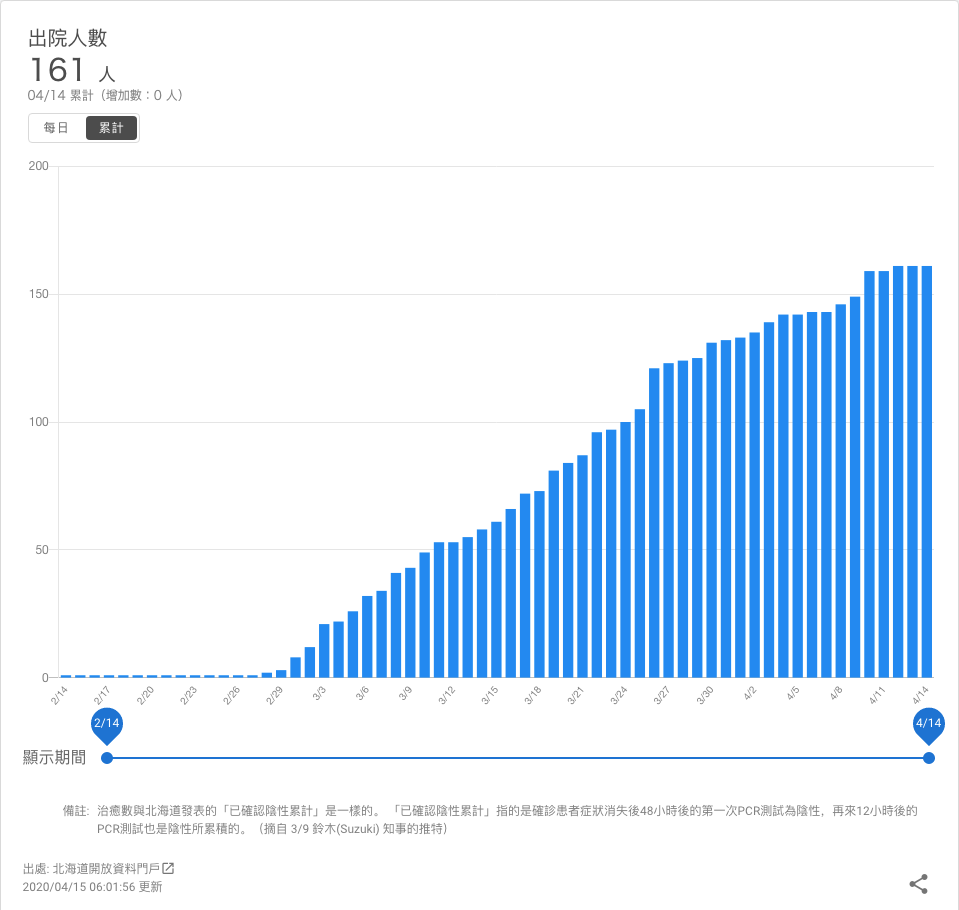 出院人數
161 人
04/14 累計（增加數：0 人）
每日 累計
200
150
100
50
0
2/14 2/17 2/20 2/23 2/26 2/29 3/3 3/6 3/9 3/12 3/15 3/18 3/21 3/24 3/27 3/30 4/2 4/5 4/8 4/11 4/14
2/14 4/14
顯示期間
備註: 治癒數與北海道發表的「已確認陰性累計」是一樣的。 「已確認陰性累計」指的是確診患者症狀消失後48小時後的第一次PCR測試為陰性，再來12小時後的
PCR測試也是陰性所累積的。（摘自 3/9 鈴木(Suzuki) 知事的推特）
出處: 北海道開放資料門戶
2020/04/15 06:01:56 更新